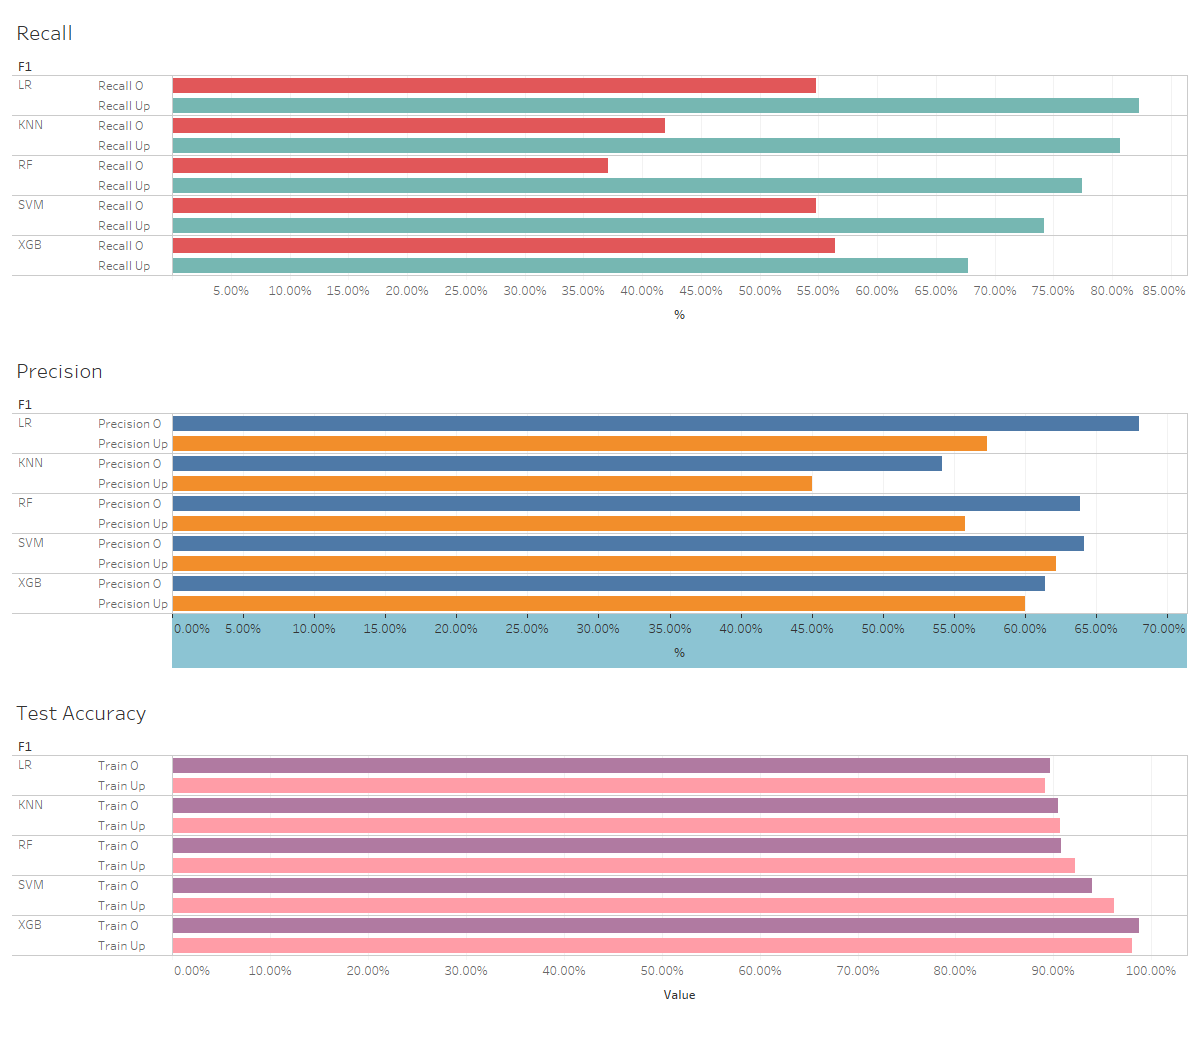 Recall
F1
LR Recall O
Recall Up
KNN Recall O
Recall Up
RF Recall O
Recall Up
SVM Recall O
Recall Up
XGB Recall O
Recall Up
5.00% 10.00% 15.00% 20.00% 25.00% 30.00% 35.00% 40.00% 45.00% 50.00% 55.00% 60.00% 65.00% 70.00% 75.00% 80.00% 85.00%
%
Precision
F1
LR Precision O
Precision Up
KNN Precision O
Precision Up
RF Precision O
Precision Up
SVM Precision O
Precision Up
XGB Precision O
Precision Up
0.00% 5.00% 10.00% 15.00% 20.00% 25.00% 30.00% 35.00% 40.00% 45.00% 50.00% 55.00% 60.00% 65.00% 70.00%
%
Test Accuracy
F1
LR Train O
Train Up
KNN Train O
Train Up
RF Train O
Train Up
SVM Train O
Train Up
XGB Train O
Train Up
0.00% 10.00% 20.00% 30.00% 40.00% 50.00% 60.00% 70.00% 80.00% 90.00% 100.00%
Value